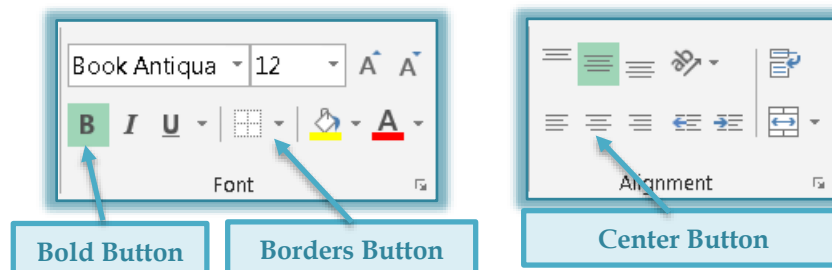 Book Antiqua 12 A A
B I U A
Font
Alignment
Bold Button
Borders Button
Center Button